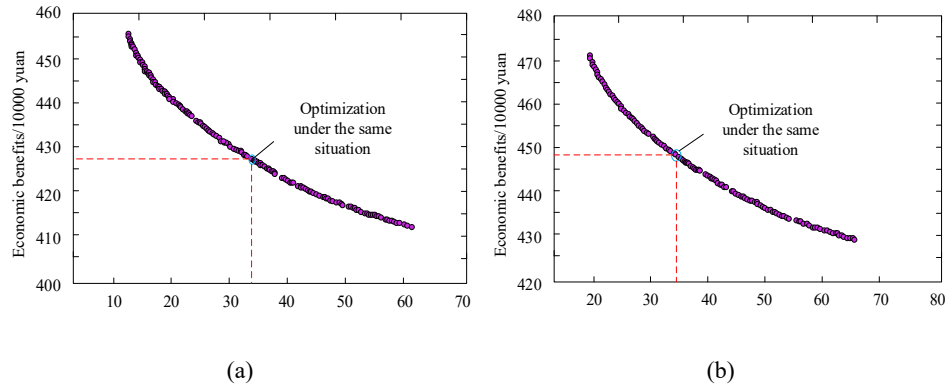 Economic benefits/10000 yuan
460
450
440
430
420
410
400
10
20
30
40
50
60
70
Optimization
under the same
situation
(a)
Economic benefits/10000 yuan
480
470
460
450
440
430
420
20
30
40
50
60
70
80
Optimization
under the same
situation
(b)